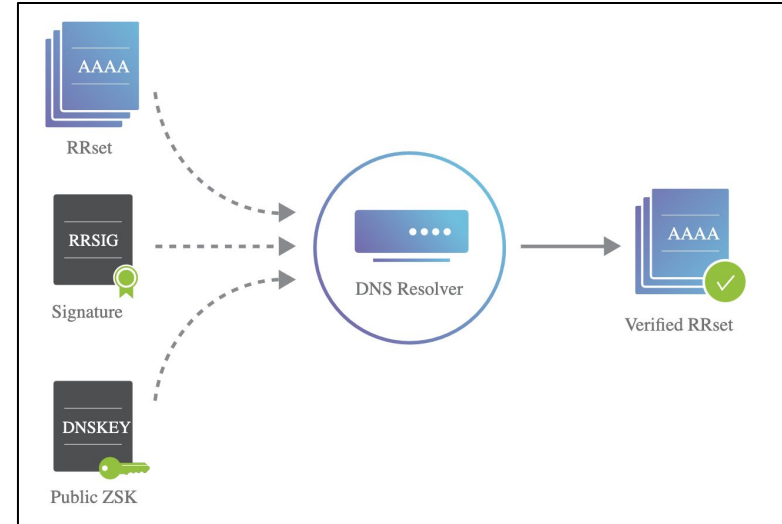 AAAA
RRset
RRSIG
Signature
DNSKEY
Public ZSK
DNS Resolver
AAAA
Verified RRset